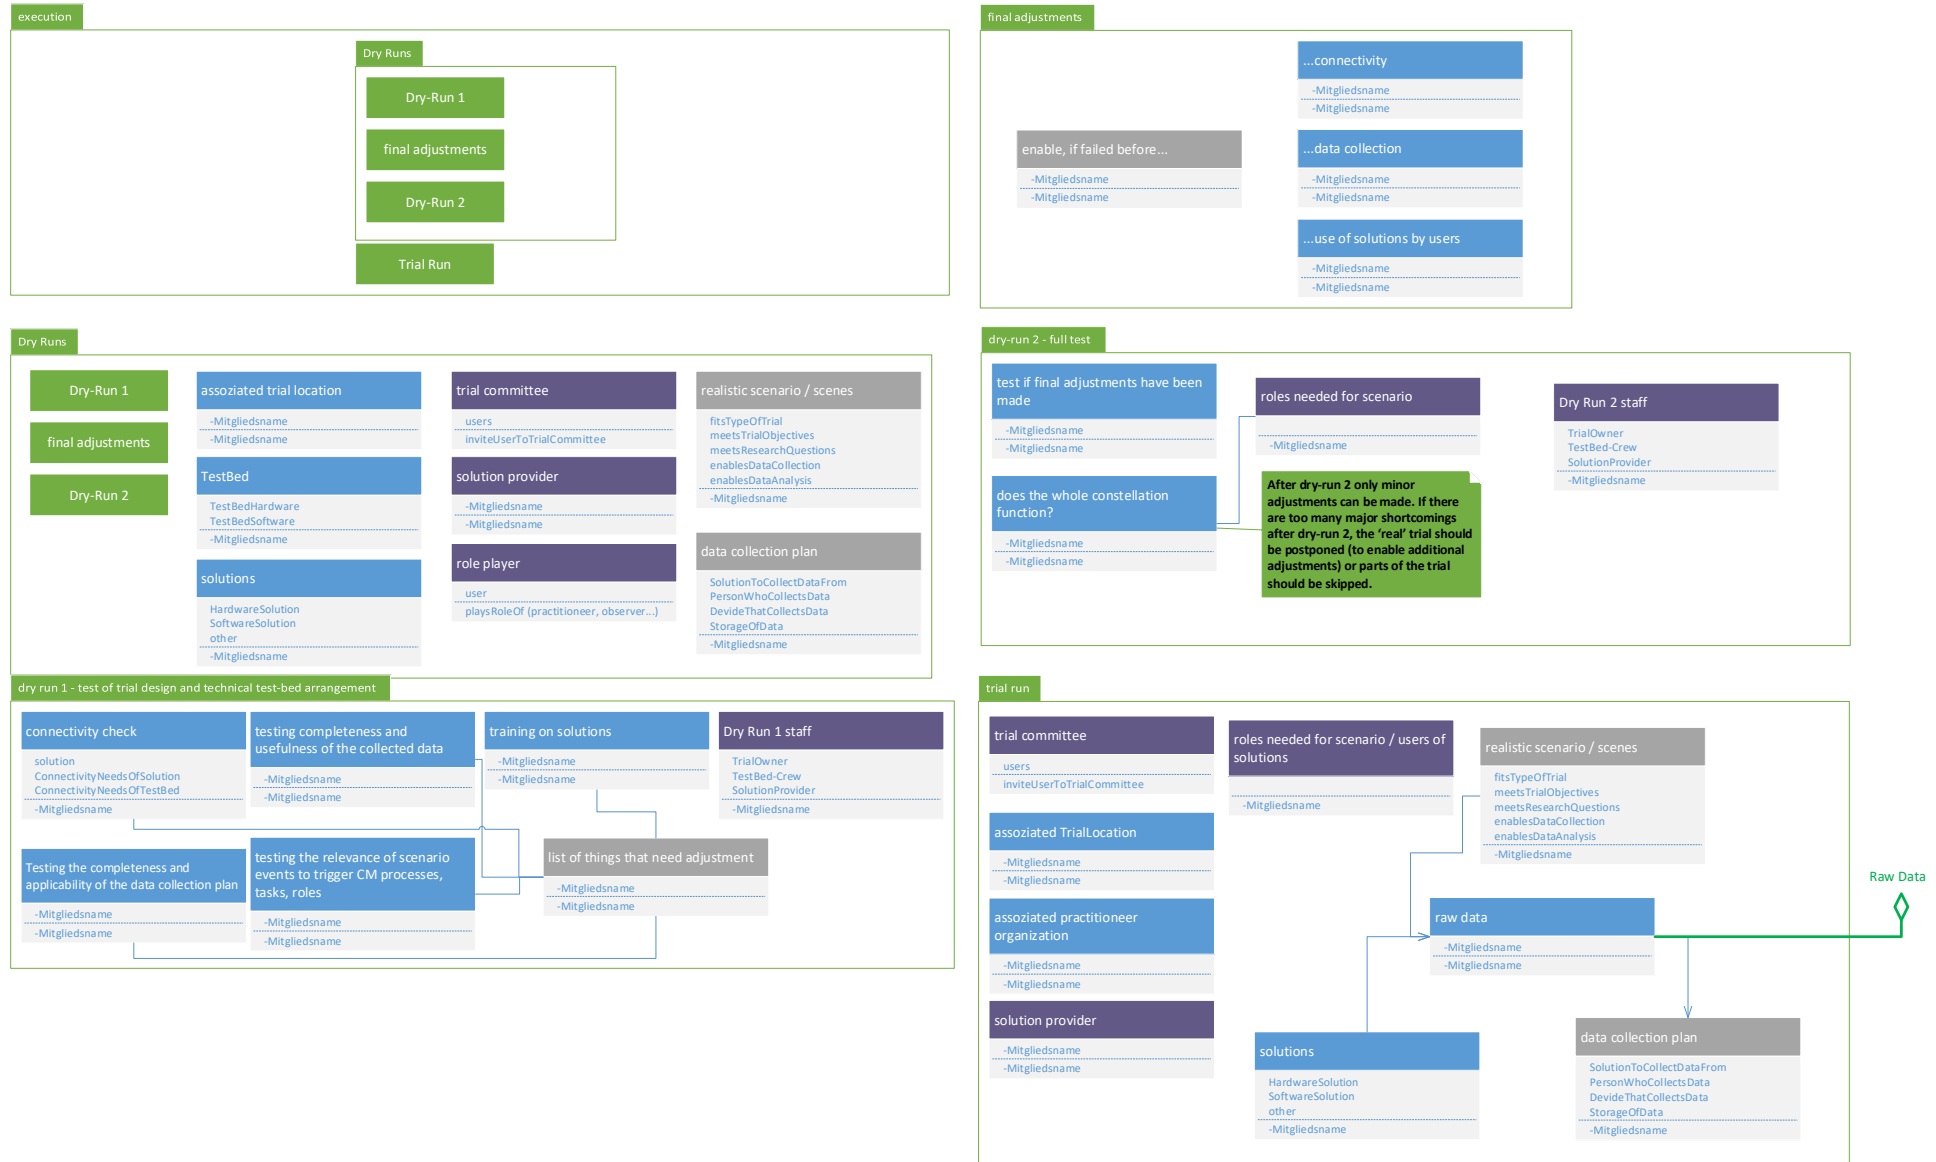 execution
Dry Runs
Dry-Run 1
final adjustments
Dry-Run 2
Trial Run
final adjustments
...connectivity
-Mitgliedsname
-Mitgliedsname
enable, if failed before...
-Mitgliedsname
-Mitgliedsname
...data collection
-Mitgliedsname
-Mitgliedsname
...use of solutions by users
-Mitgliedsname
-Mitgliedsname
Dry Runs
Dry-Run 1
final adjustments
Dry-Run 2
assoziated trial location
-Mitgliedsname
-Mitgliedsname
TestBed
TestBedHardware
TestBedSoftware
-Mitgliedsname
solutions
HardwareSolution
SoftwareSolution
other
-Mitgliedsname
trial committee
users
inviteUserToTrialCommittee
solution provider
-Mitgliedsname
-Mitgliedsname
role player
user
playsRoleOf (practitioneer, observer...)
realistic scenario / scenes
fitsTypeOfTrial
meetsTrialObjectives
meetsResearchQuestions
enablesDataCollection
enablesDataAnalysis
-Mitgliedsname
data collection plan
SolutionToCollectDataFrom
PersonWhoCollectsData
DevideThatCollectsData
StorageOfData
-Mitgliedsname
dry-run 2 - full test
test if final adjustments have been
made
-Mitgliedsname
-Mitgliedsname
does the whole constellation
function?
-Mitgliedsname
-Mitgliedsname
roles needed for scenario
-Mitgliedsname
After dry-run 2 only minor
adjustments can be made. If there
are too many major shortcomings
after dry-run 2, the ‘real’ trial should
be postponed (to enable additional
adjustments) or parts of the trial
should be skipped.
Dry Run 2 staff
TrialOwner
TestBed-Crew
SolutionProvider
-Mitgliedsname
dry run 1 - test of trial design and technical test-bed arrangement
connectivity check
solution
ConnectivityNeedsOfSolution
ConnectivityNeedsOfTestBed
-Mitgliedsname
testing completeness and
usefulness of the collected data
-Mitgliedsname
-Mitgliedsname
training on solutions
-Mitgliedsname
-Mitgliedsname
Dry Run 1 staff
TrialOwner
TestBed-Crew
SolutionProvider
-Mitgliedsname
Testing the completeness and
applicability of the data collection plan
-Mitgliedsname
-Mitgliedsname
testing the relevance of scenario
events to trigger CM processes,
tasks, roles
-Mitgliedsname
-Mitgliedsname
list of things that need adjustment
-Mitgliedsname
-Mitgliedsname
trial run
trial committee
users
inviteUserToTrialCommittee
assoziated TrialLocation
-Mitgliedsname
-Mitgliedsname
assoziated practitioneer
organization
-Mitgliedsname
-Mitgliedsname
solution provider
-Mitgliedsname
-Mitgliedsname
roles needed for scenario / users of
solutions
-Mitgliedsname
realistic scenario / scenes
fitsTypeOfTrial
meetsTrialObjectives
meetsResearchQuestions
enablesDataCollection
enablesDataAnalysis
-Mitgliedsname
Raw Data
raw data
-Mitgliedsname
-Mitgliedsname
solutions
HardwareSolution
SoftwareSolution
other
-Mitgliedsname
data collection plan
SolutionToCollectDataFrom
PersonWhoCollectsData
DevideThatCollectsData
StorageOfData
-Mitgliedsname